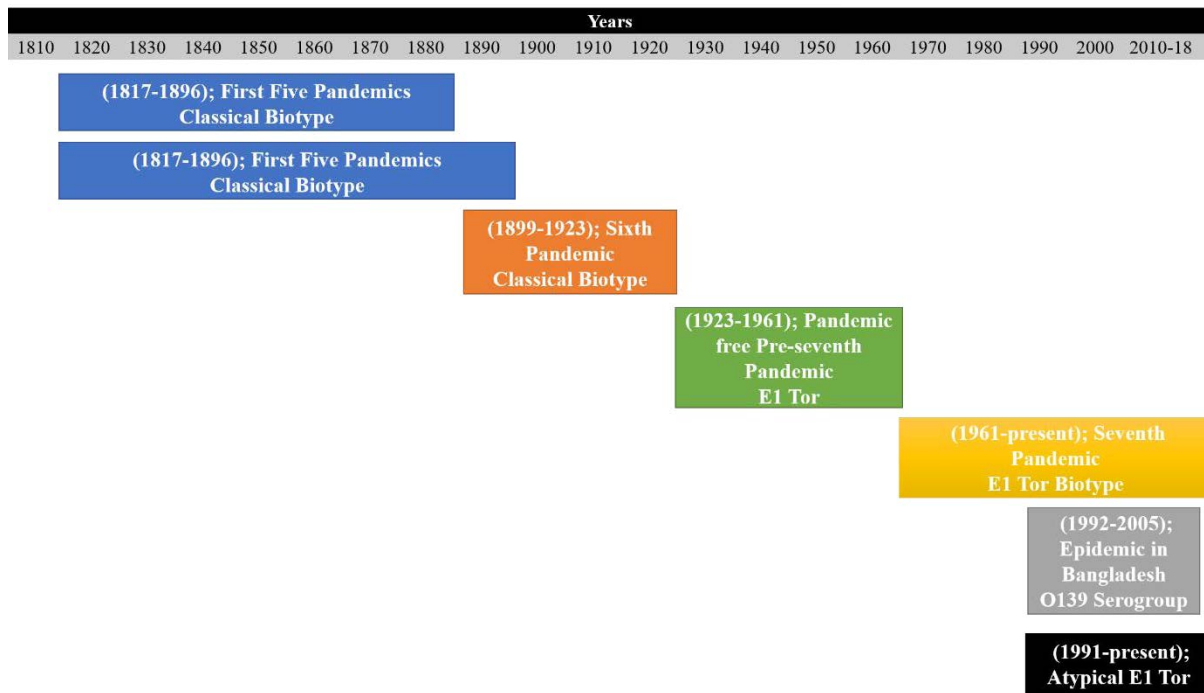 Years
1810 1820 1830 1840 1850 1860 1870 1880 1890 1900 1910 1920 1930 1940 1950 1960 1970 1980 1990 2000 2010-18
(1817-1896); First Five Pandemics
Classical Biotype
(1817-1896); First Five Pandemics
Classical Biotype
(1899-1923); Sixth
Pandemic
Classical Biotype
(1923-1961); Pandemic
free Pre-seventh
Pandemic
E1 Tor
(1961-present); Seventh
Pandemic
E1 Tor Biotype
(1992-2005);
Epidemic in
Bangladesh
O139 Serogroup
(1991-present);
Atypical E1 Tor